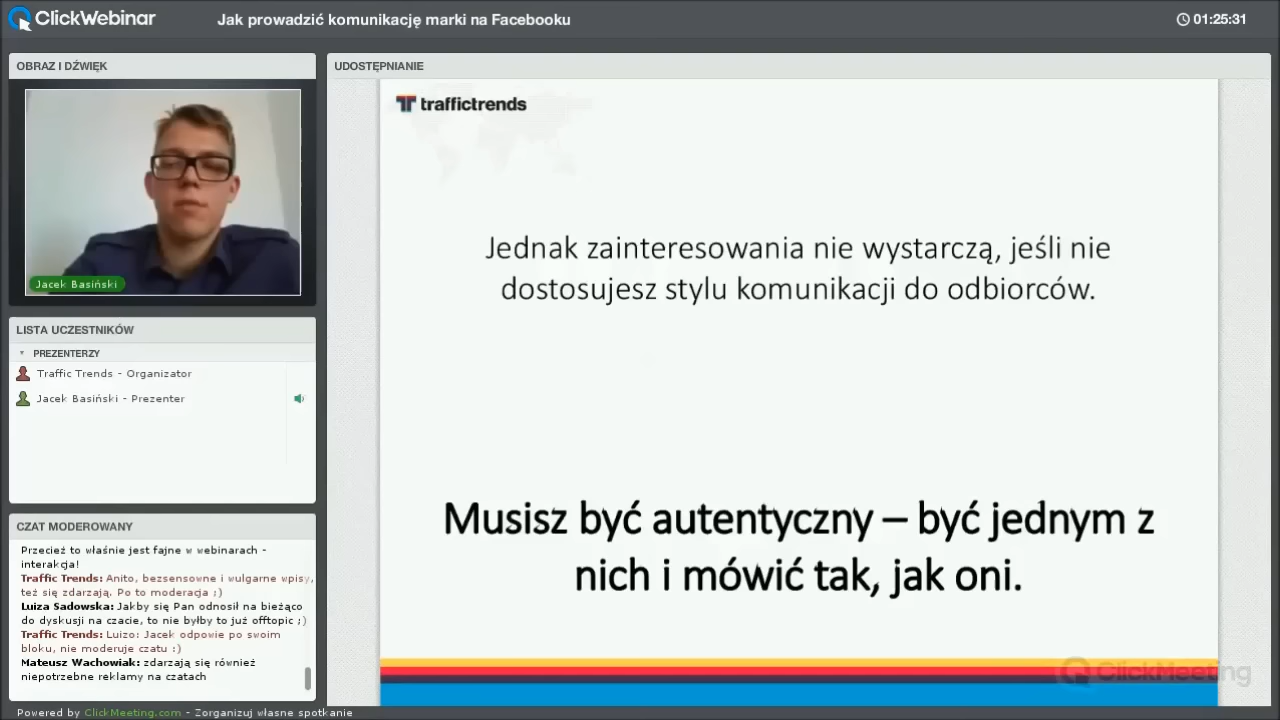 ClickWebinar
Jak prowadzić komunikację marki na Facebooku
01:25:31
OBRAZ I DŹWIĘK
Jacek Basiński
LISTA UCZESTNIKÓW
PREZENTERZY
Traffic Trends - Organizator
Jacek Basiński - Prezenter
CZAT MODEROWANY
Przecież to właśnie jest fajne w webinarach -
interakcja!
Traffic Trends: Anito, bezsensowne i wulgarne wpisy,
też się zdarzają. Po to moderacja ;)
Luiza Sadowska: Jakby się Pan odnosił na bieżąco
do dyskusji na czacie, to nie byłby to już offtopic ;)
Traffic Trends: Luizo: Jacek odpowie po swoim
bloku, nie moderuje czatu :)
Mateusz Wachowiak: zdarzają się również
niepotrzebne reklamy na czatach
UDOSTĘPNIANIE
traffictrends
Jednak zainteresowania nie wystarczą, jeśli nie
dostosujesz stylu komunikacji do odbiorców.
Musisz być autentyczny – być jednym z
nich i mówić tak, jak oni.
ClickMeeting
Powered by ClickMeeting.com - Zorganizuj własne spotkanie